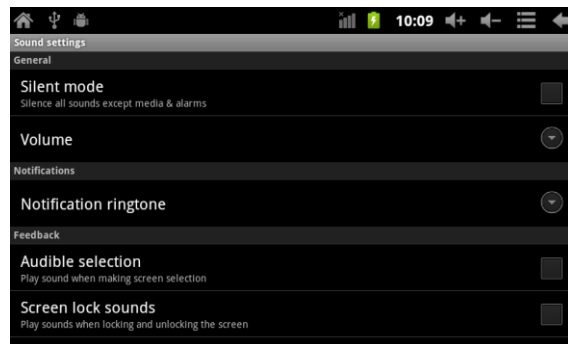 10:09
Sound settings
General
Silent mode
Silence all sounds except media & alarms
Volume
Notifications
Notification ringtone
Feedback
Audible selection
Play sound when making screen selection
Screen lock sounds
Play sounds when locking and unlocking the screen